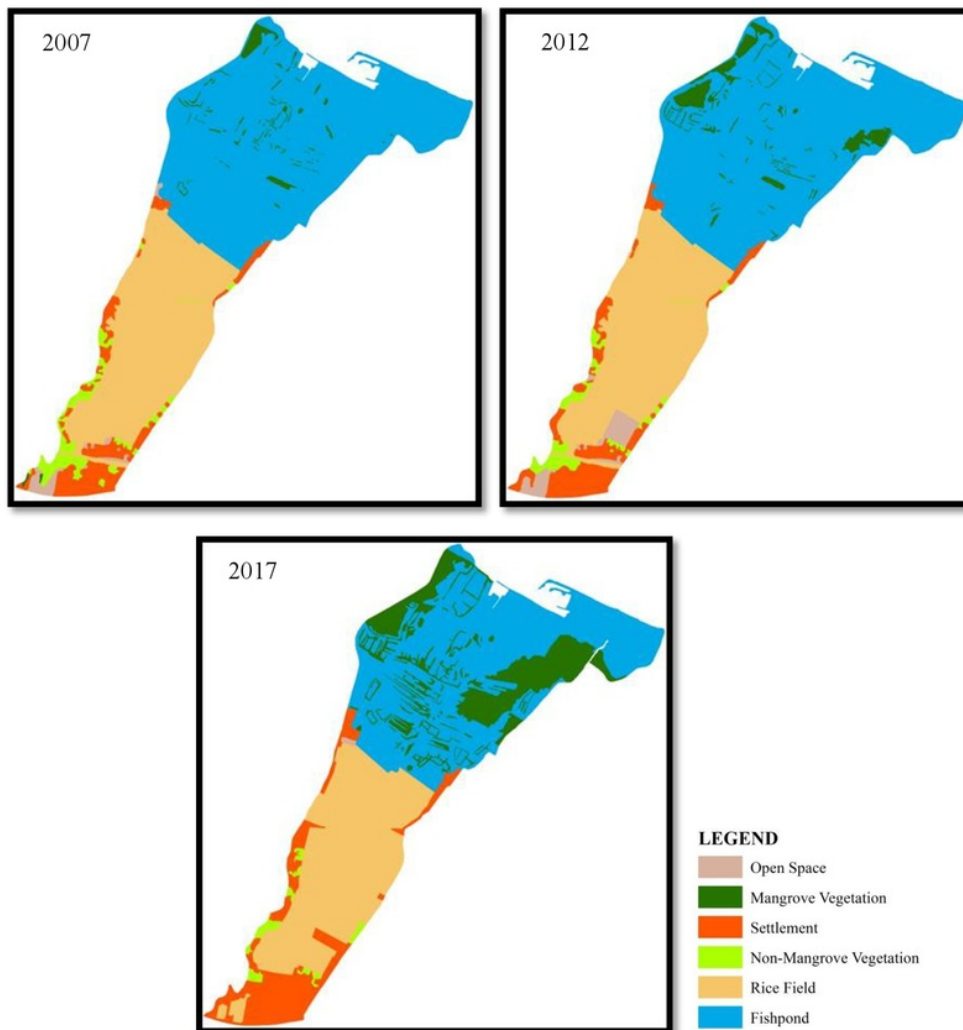 2007
2012
2017
LEGEND
Open Space
Mangrove Vegetation
Settlement
Non-Mangrove Vegetation
Rice Field
Fishpond